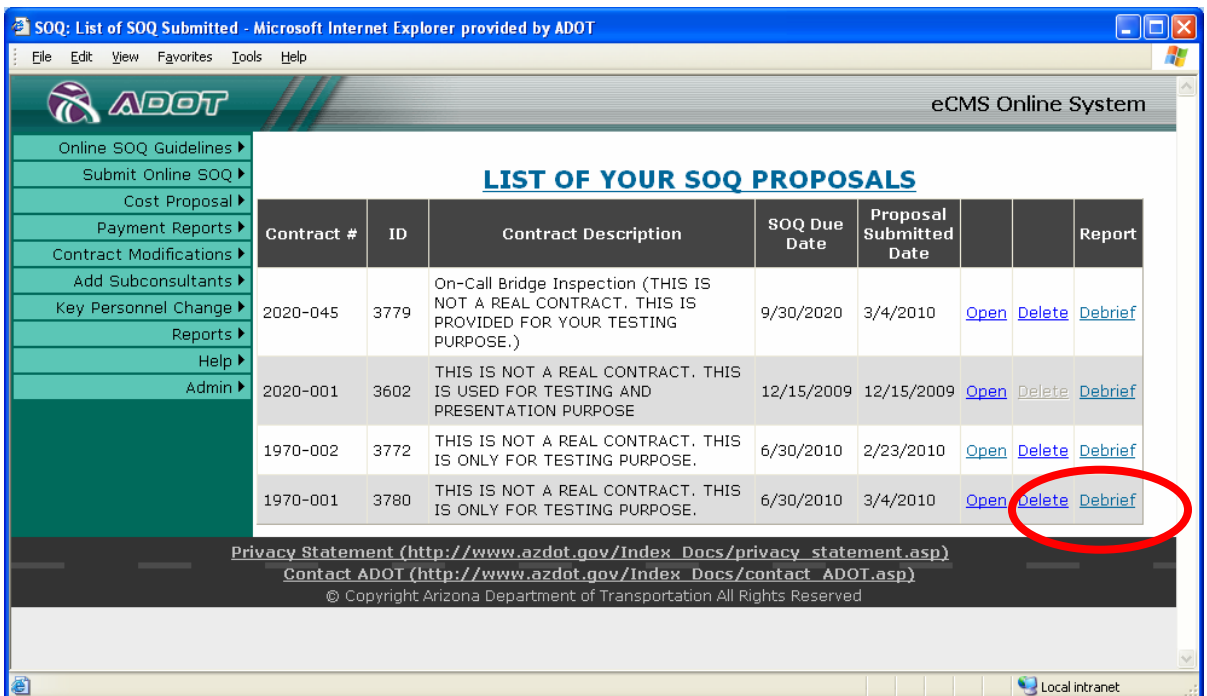 SOQ: List of SOQ Submitted - Microsoft Internet Explorer provided by ADOT
File Edit View Favorites Tools Help
ADOT
eCMS Online System
Online SOQ Guidelines
Submit Online SOQ
Cost Proposal
Payment Reports
Contract Modifications
Add Subconsultants
Key Personnel Change
Reports
Help
Admin
LIST OF YOUR SOQ PROPOSALS
Contract # ID Contract Description SOQ Due Date Proposal Submitted Date Report
2020-045 3779 On-Call Bridge Inspection (THIS IS
NOT A REAL CONTRACT. THIS IS
PROVIDED FOR YOUR TESTING
PURPOSE.) 9/30/2020 3/4/2010 Open Delete Debrief
2020-001 3602 THIS IS NOT A REAL CONTRACT. THIS
IS USED FOR TESTING AND
PRESENTATION PURPOSE 12/15/2009 12/15/2009 Open Delete Debrief
1970-002 3772 THIS IS NOT A REAL CONTRACT. THIS
IS ONLY FOR TESTING PURPOSE. 6/30/2010 2/23/2010 Open Delete Debrief
1970-001 3780 THIS IS NOT A REAL CONTRACT. THIS
IS ONLY FOR TESTING PURPOSE. 6/30/2010 3/4/2010 Open Delete Debrief
Privacy Statement (http://www.azdot.gov/Index_Docs/privacy_statement.asp)
Contact ADOT (http://www.azdot.gov/Index_Docs/contact_ADOT.asp)
© Copyright Arizona Department of Transportation All Rights Reserved
Local intranet